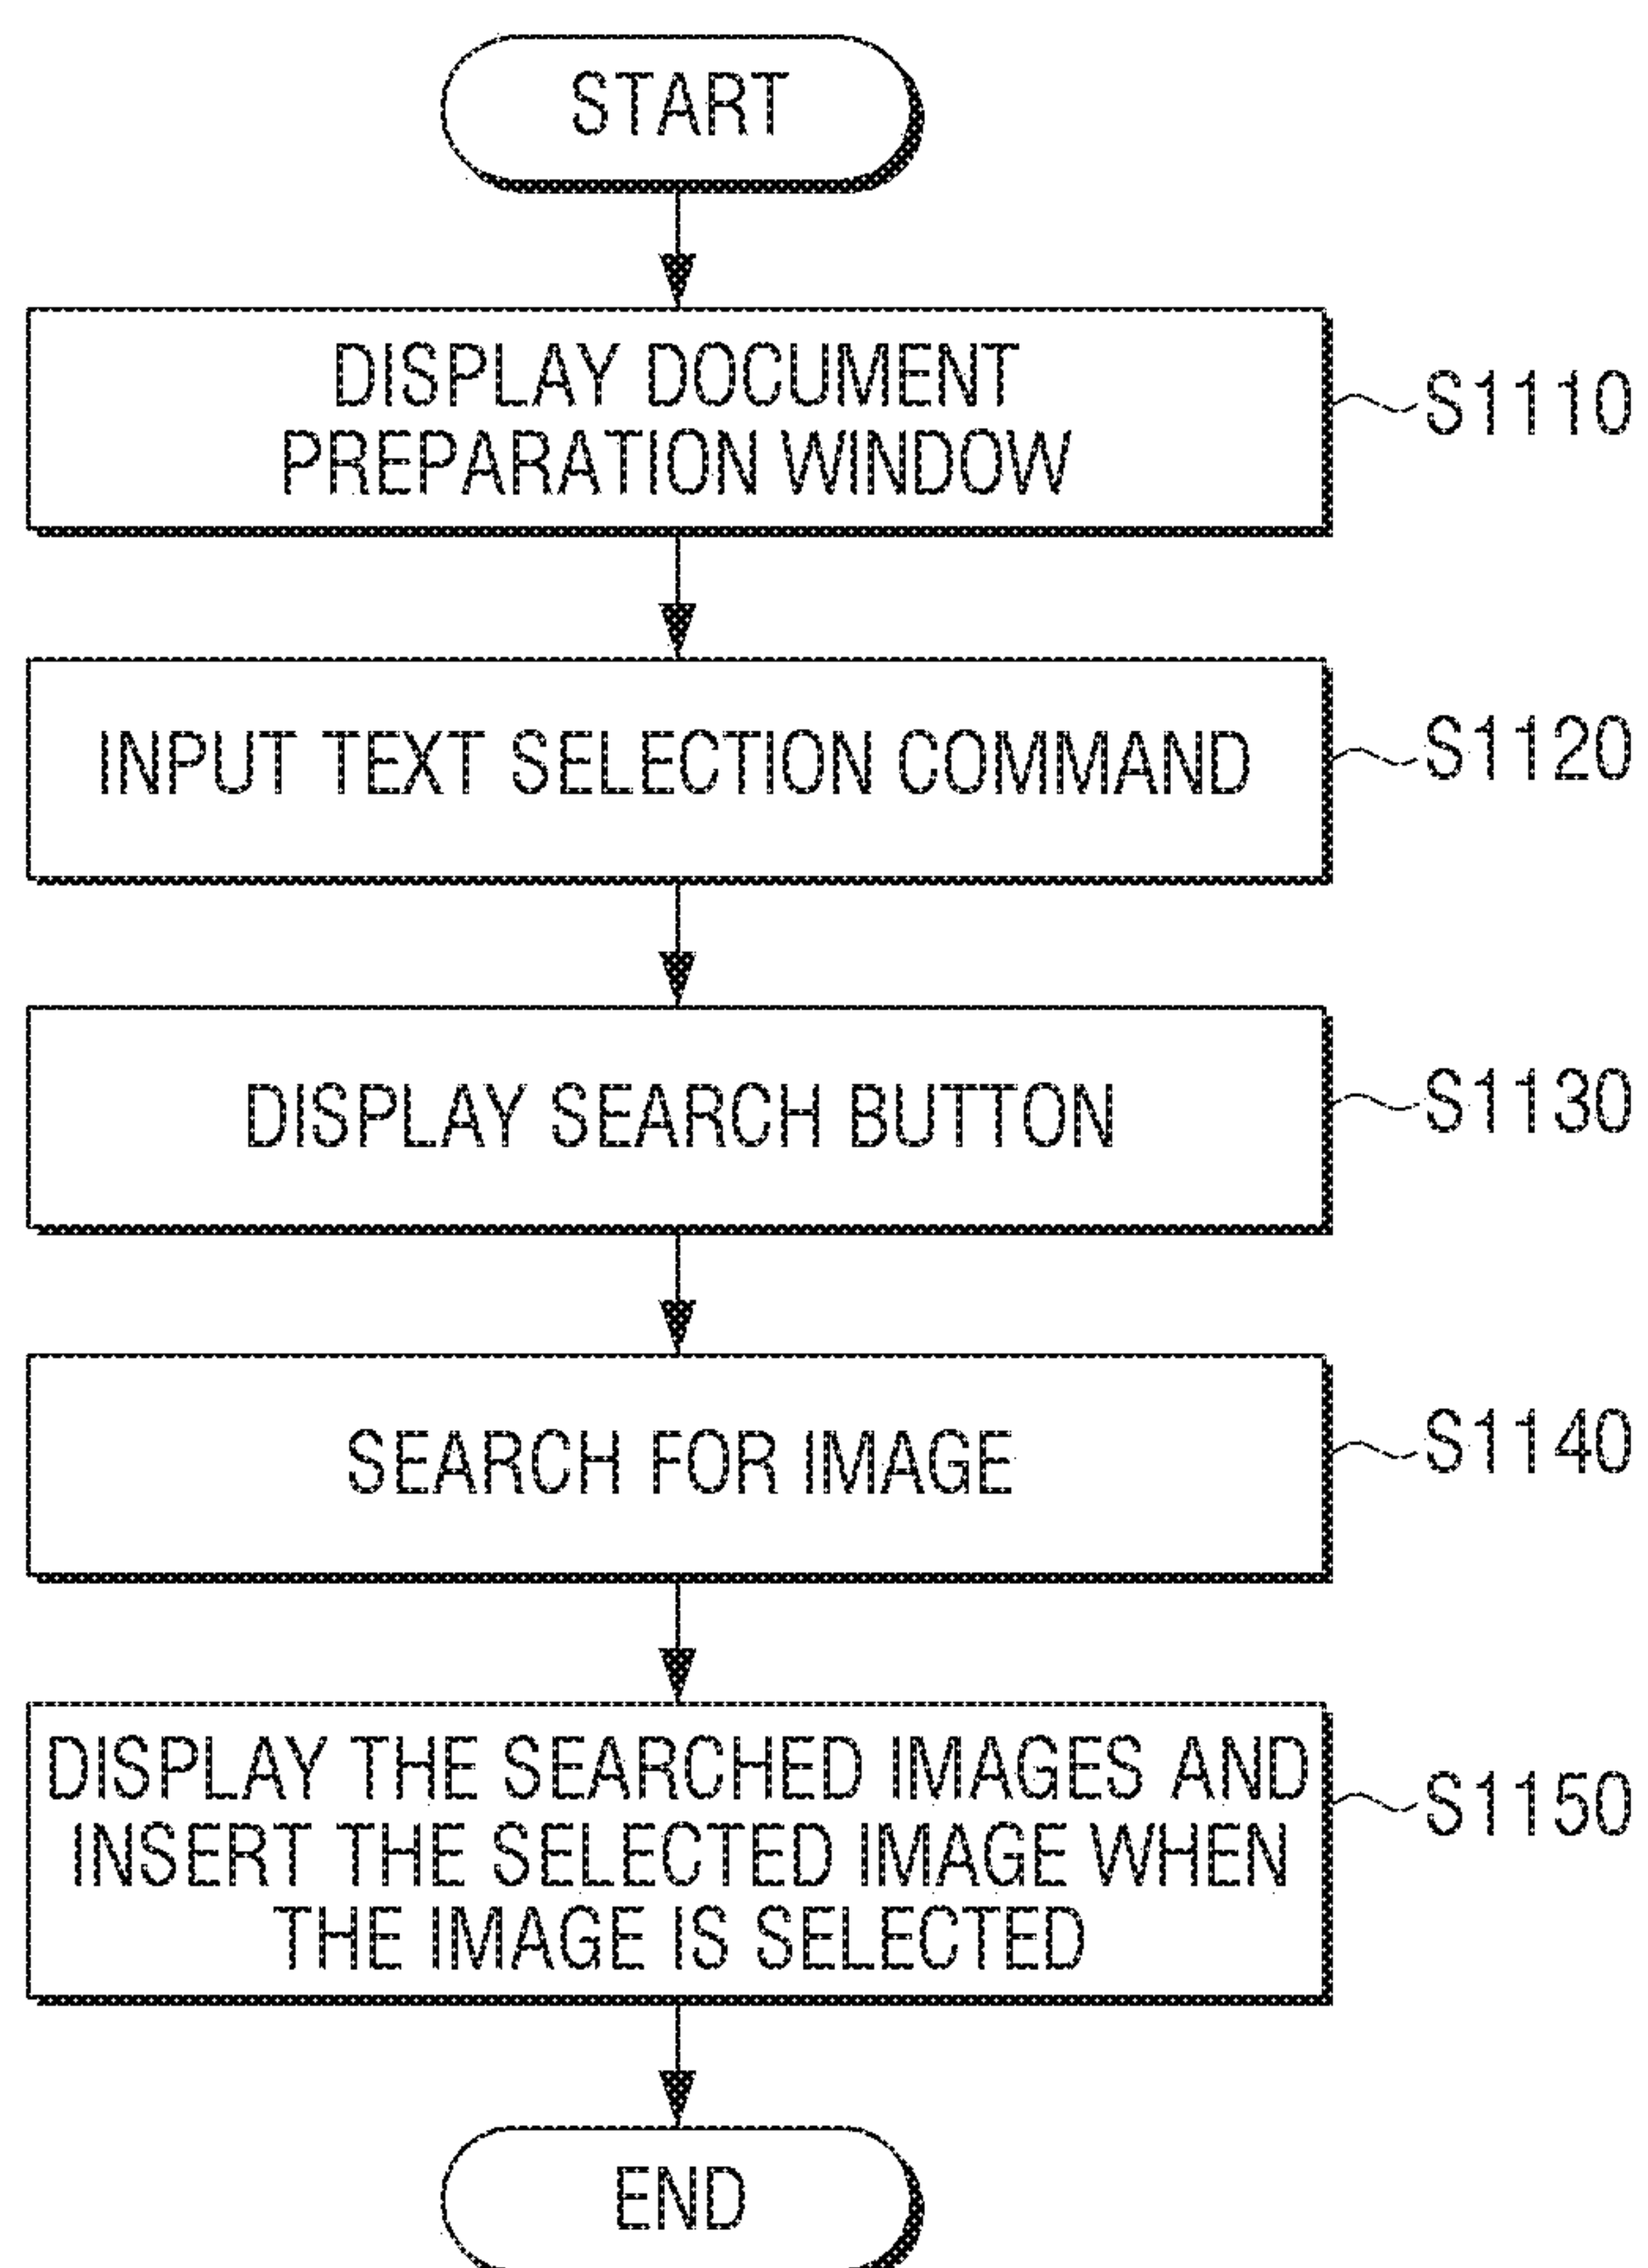 START
DISPLAY DOCUMENT
PREPARATION WINDOW
S1110
INPUT TEXT SELECTION COMMAND
S1120
DISPLAY SEARCH BUTTON
S1130
SEARCH FOR IMAGE
S1140
DISPLAY THE SEARCHED IMAGES AND
INSERT THE SELECTED IMAGE WHEN
THE IMAGE IS SELECTED
S1150
END